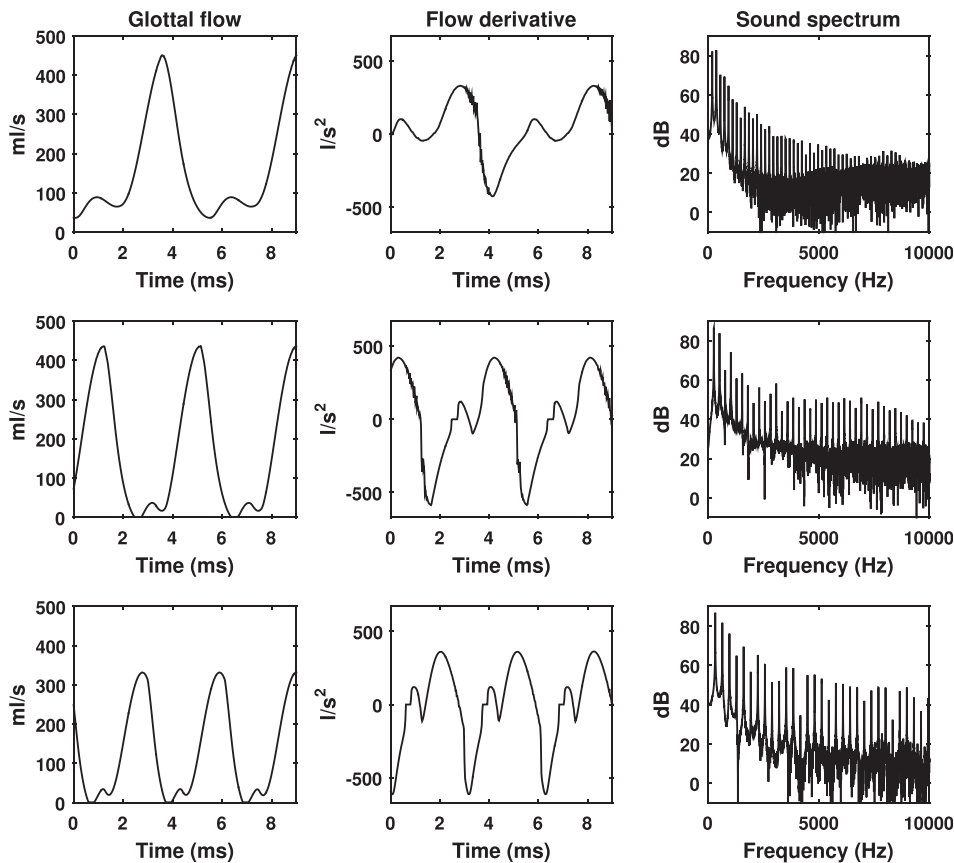 Glottal flow
Flow derivative
Sound spectrum
500
400
300
200
100
0
ml/s
0 2 4 6 8
Time (ms)
500
0
-500
l/s²
0 2 4 6 8
Time (ms)
80
60
40
20
0
dB
0 5000 10000
Frequency (Hz)
500
400
300
200
100
0
ml/s
0 2 4 6 8
Time (ms)
500
0
-500
l/s²
0 2 4 6 8
Time (ms)
80
60
40
20
0
dB
0 5000 10000
Frequency (Hz)
500
400
300
200
100
0
ml/s
0 2 4 6 8
Time (ms)
500
0
-500
l/s²
0 2 4 6 8
Time (ms)
80
60
40
20
0
dB
0 5000 10000
Frequency (Hz)